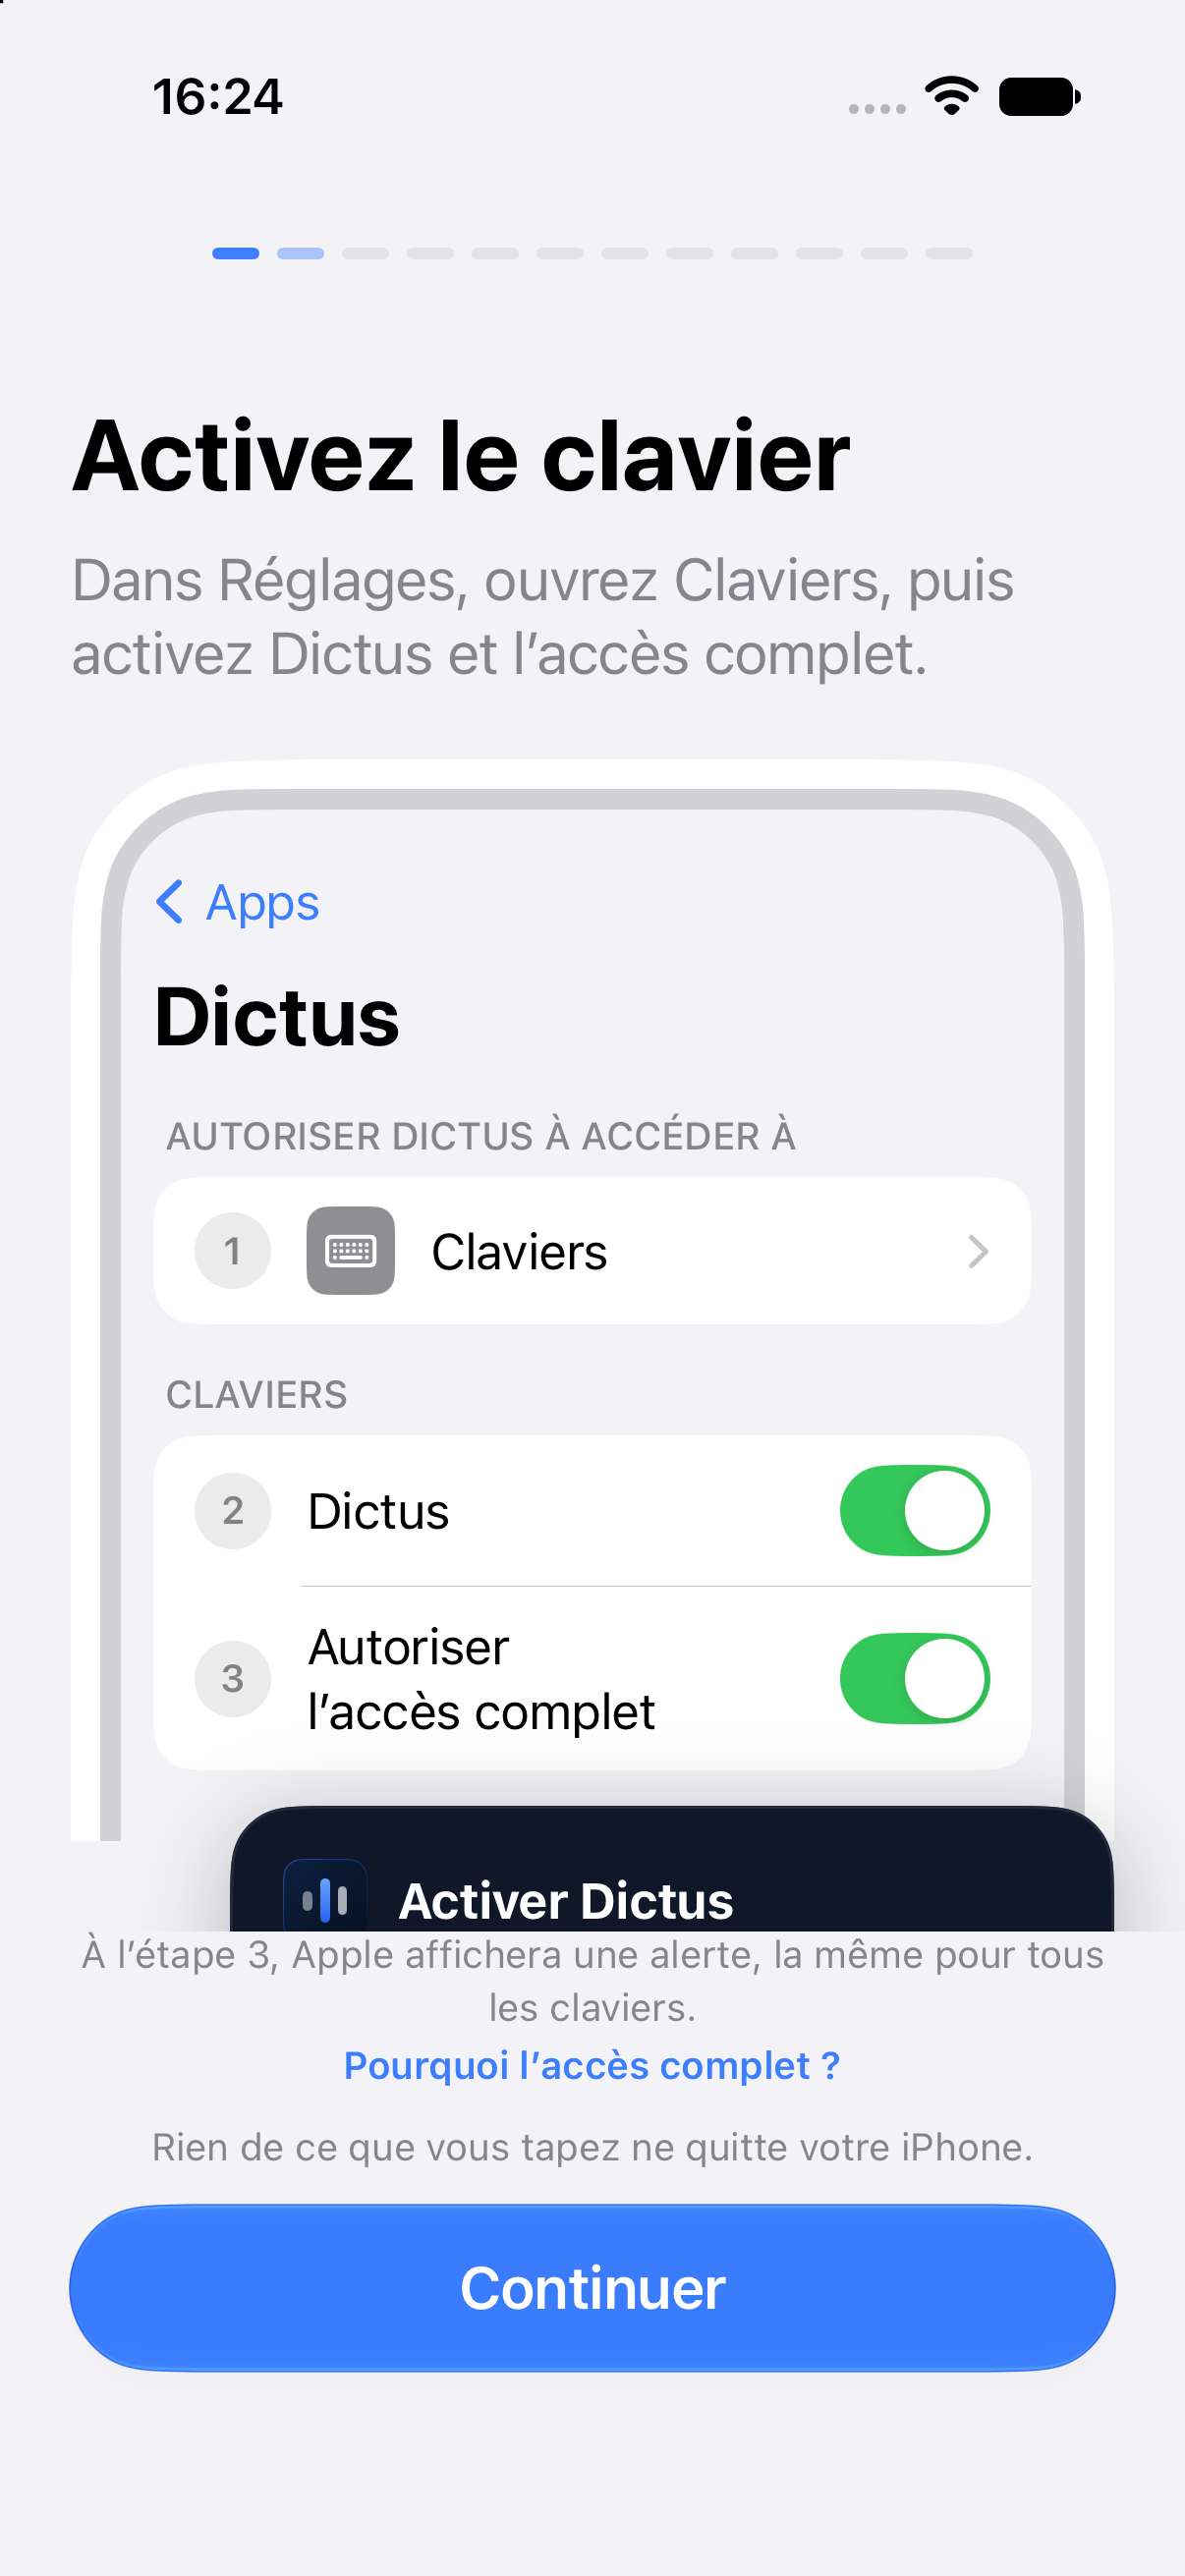 16:24
Activez le clavier
Dans Réglages, ouvrez Claviers, puis
activez Dictus et l’accès complet.
Apps
Dictus
AUTORISER DICTUS À ACCÉDER À
1 Claviers
CLAVIERS
2 Dictus
3 Autoriser
l’accès complet
Activer Dictus
À l’étape 3, Apple affichera une alerte, la même pour tous
les claviers.
Pourquoi l’accès complet ?
Rien de ce que vous tapez ne quitte votre iPhone.
Continuer